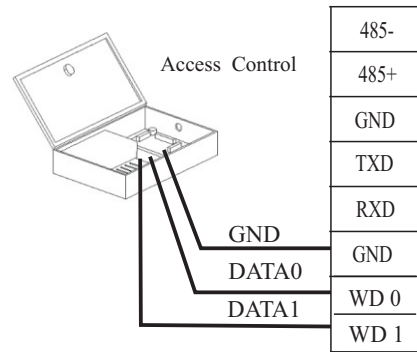 485-
Access Control
485+
GND
TXD
RXD
GND
GND
DATA0
WD 0
DATA1
WD 1